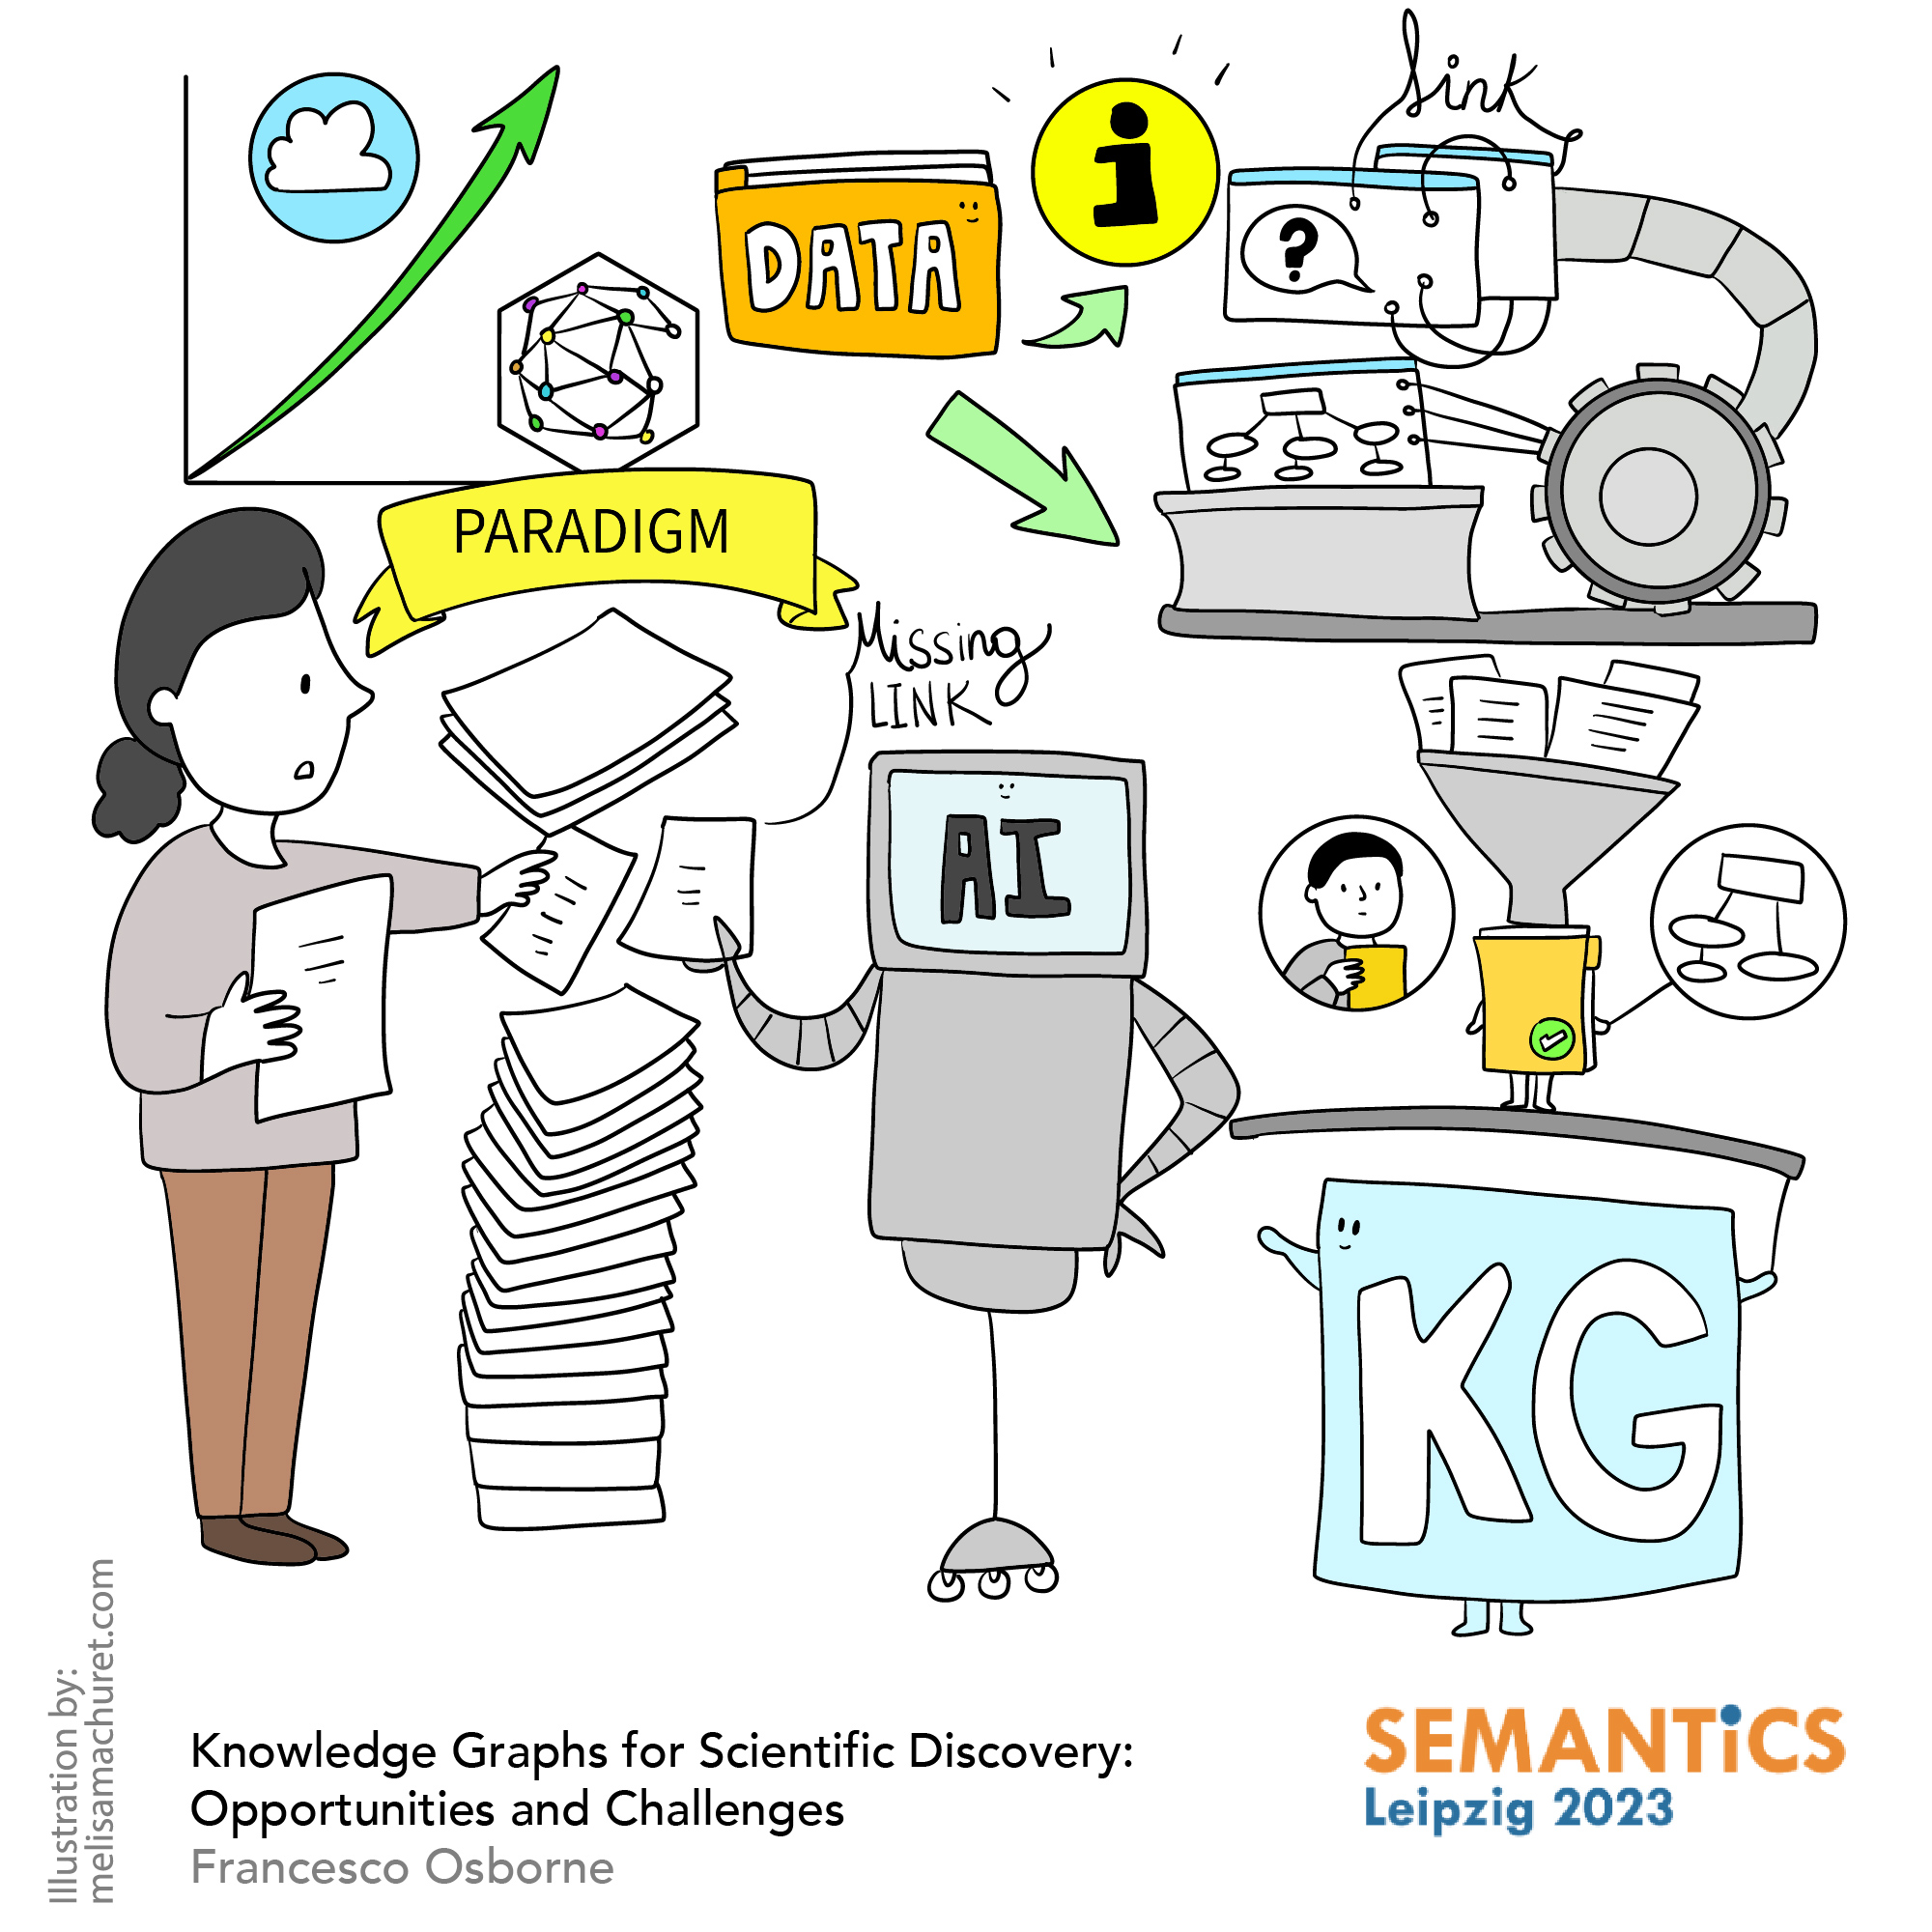 Link
DATA
i
?
PARADIGM
Missing
LINK
AI
KG
Illustration by:
melisamachuret.com
Knowledge Graphs for Scientific Discovery:
Opportunities and Challenges
Francesco Osborne
SEMANTiCS
Leipzig 2023